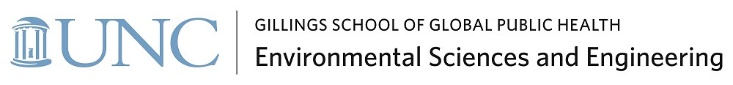 UNC
GILLINGS SCHOOL OF GLOBAL PUBLIC HEALTH
Environmental Sciences and Engineering